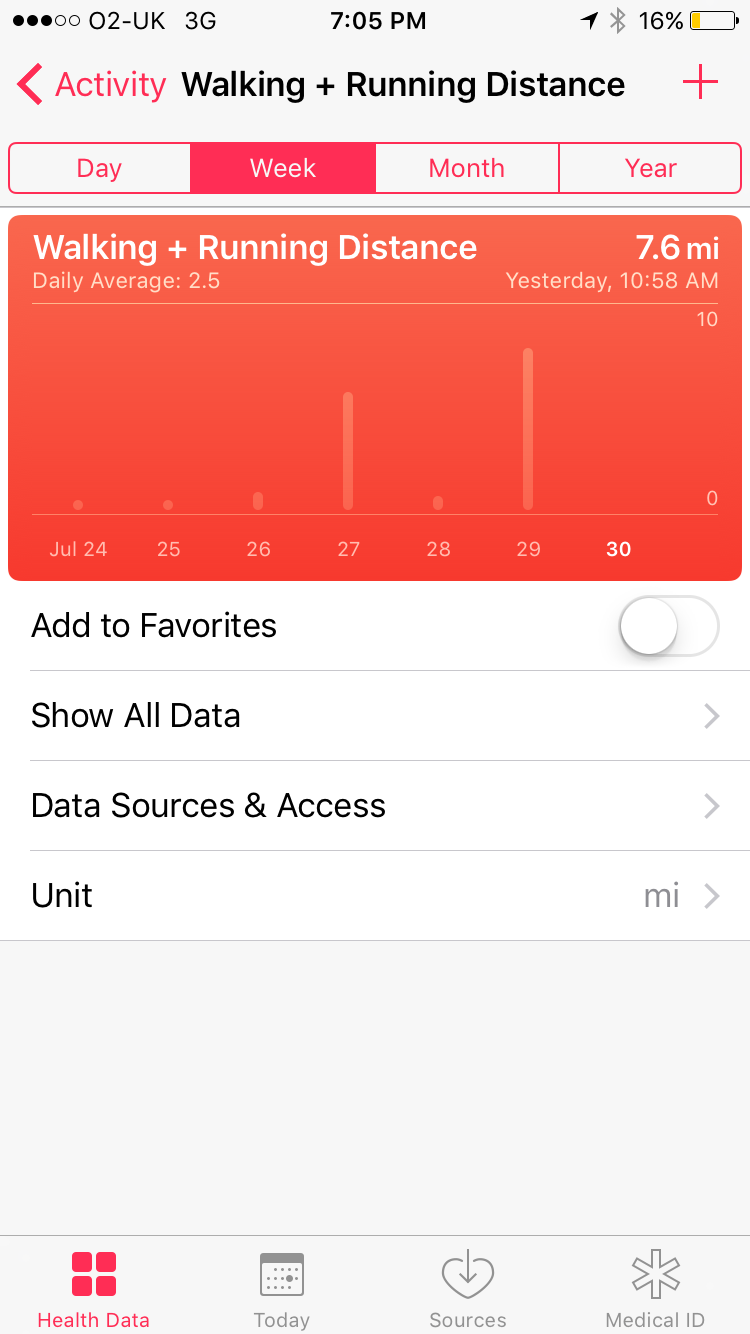 O2-UK 3G 7:05 PM 16%
Activity Walking + Running Distance +
Day Week Month Year
Walking + Running Distance 7.6 mi
Daily Average: 2.5 Yesterday, 10:58 AM
10
0
Jul 24 25 26 27 28 29 30
Add to Favorites
Show All Data
Data Sources & Access
Unit mi
Health Data Today Sources Medical ID